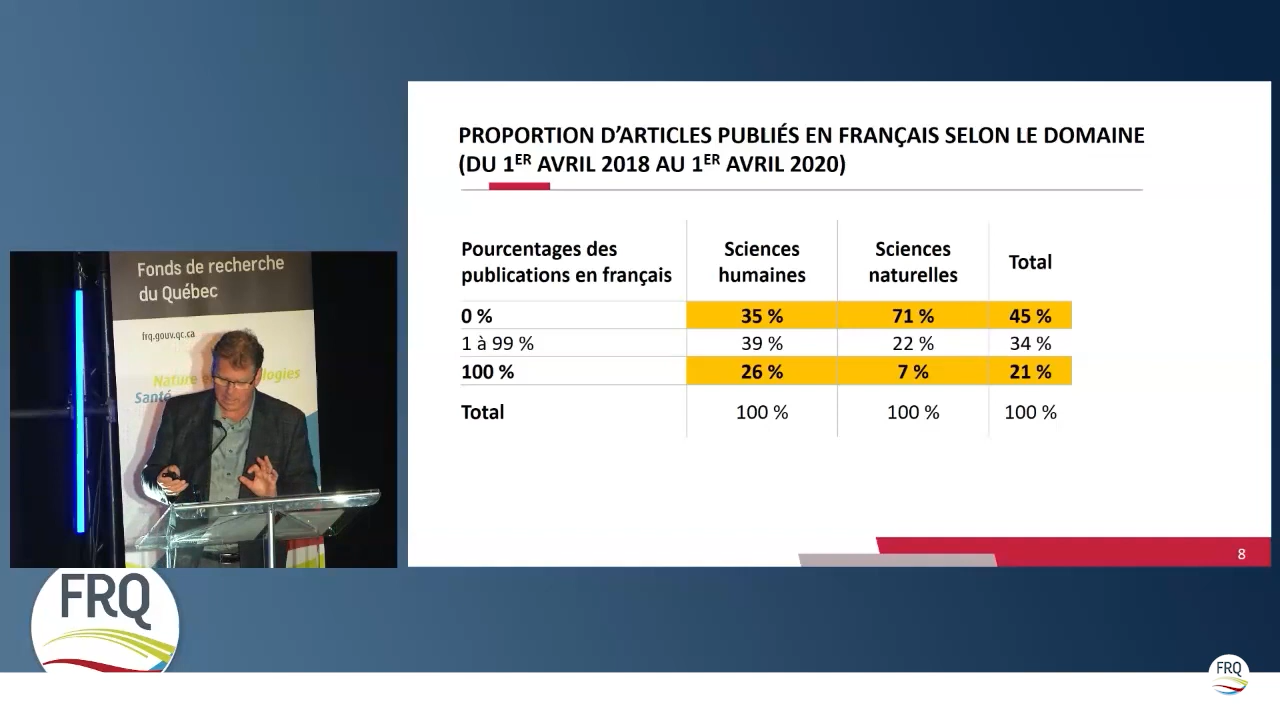 PROPORTION D’ARTICLES PUBLIÉS EN FRANÇAIS SELON LE DOMAINE
(DU 1ER AVRIL 2018 AU 1ER AVRIL 2020)
Pourcentages des publications en français Sciences humaines Sciences naturelles Total
0 % 35 % 71 % 45 %
1 à 99 % 39 % 22 % 34 %
100 % 26 % 7 % 21 %
Total 100 % 100 % 100 %
8
Fonds de recherche
du Québec
frq.gouv.qc.ca
Nature
logies
Santé
FRQ
FRQ